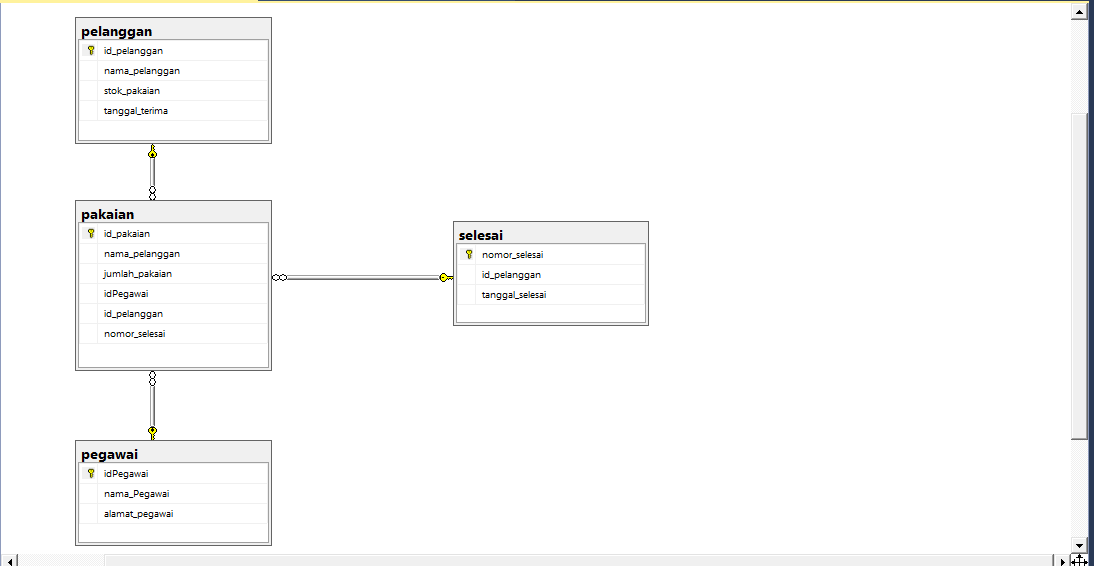 pelanggan
id_pelanggan
nama_pelanggan
stok_pakaian
tanggal_terima
pakaian
id_pakaian
nama_pelanggan
jumlah_pakaian
idPegawai
id_pelanggan
nomor_selesai
selesai
nomor_selesai
id_pelanggan
tanggal_selesai
pegawai
idPegawai
nama_Pegawai
alamat_pegawai